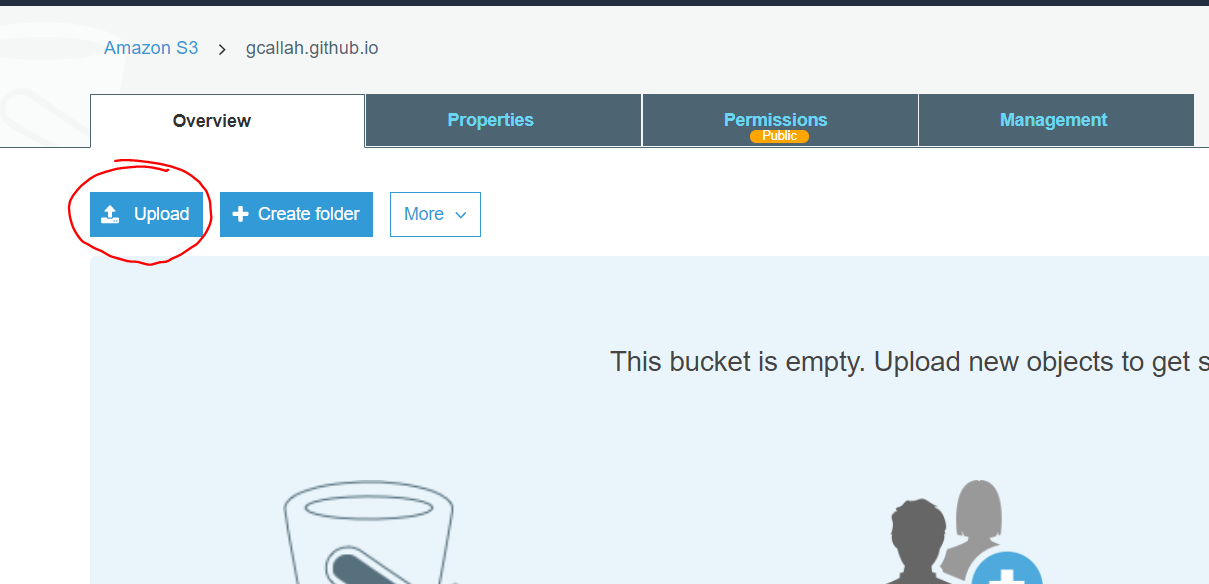 Amazon S3 > gcallah.github.io
Overview Properties Permissions Management
Public
Upload Create folder More
This bucket is empty. Upload new objects to get s